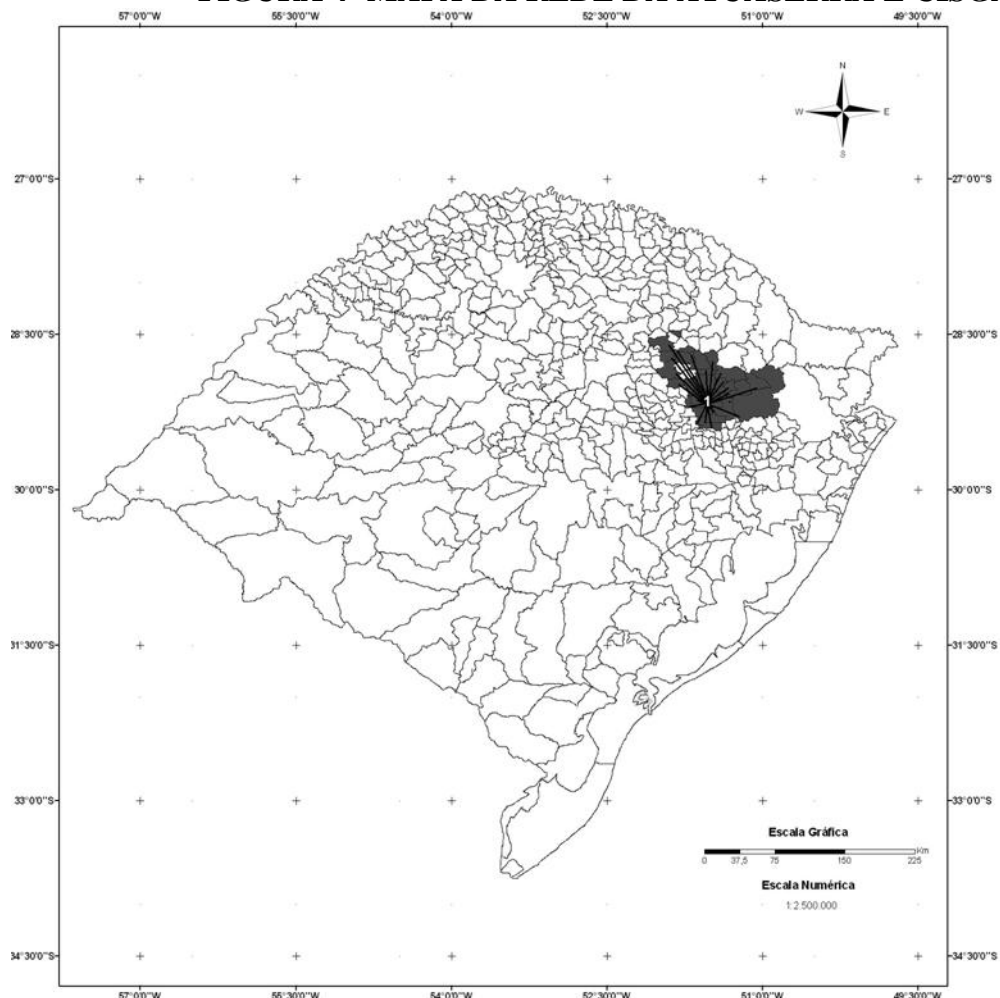 57°0'0"W 55°30'0"W 54°0'0"W 52°30'0"W 51°0'0"W 49°30'0"W
N
W E
S
27°0'0"S 27°0'0"S
28°30'0"S 28°30'0"S
1
30°0'0"S 30°0'0"S
31°30'0"S 31°30'0"S
33°0'0"S 33°0'0"S
Escala Gráfica
Km
0 37,5 75 150 225
Escala Numérica
1:2.500.000
34°30'0"S 34°30'0"S
57°0'0"W 55°30'0"W 54°0'0"W 52°30'0"W 51°0'0"W 49°30'0"W